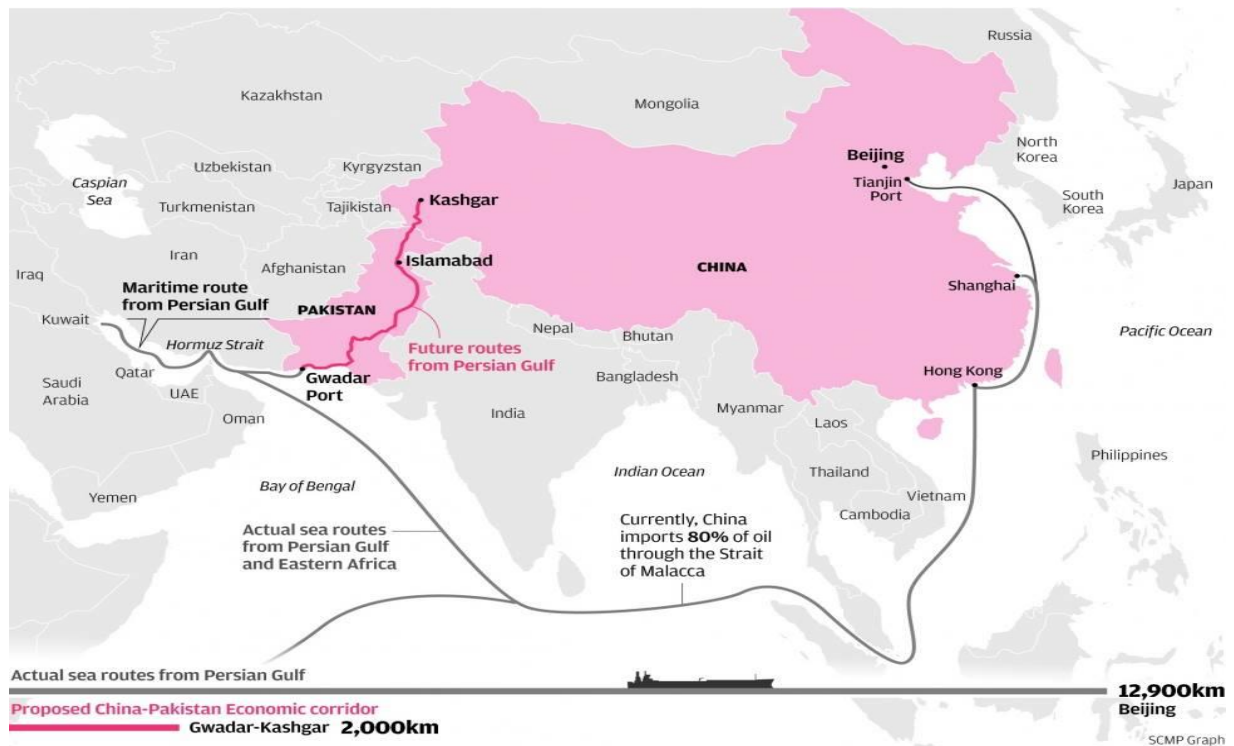 Russia
Kazakhstan
Mongolia
North
Korea
Beijing
Tianjin
Port
Uzbekistan
Kyrgyzstan
Caspian
Sea
Turkmenistan
Tajikistan
Kashgar
South
Korea
Japan
Iran
Afghanistan
Islamabad
CHINA
Iraq
Maritime route
from Persian Gulf
PAKISTAN
Shanghai
Kuwait
Hormuz Strait
Nepal
Bhutan
Pacific Ocean
Future routes
from Persian Gulf
Qatar
Gwadar
Port
Bangladesh
Hong Kong
Saudi
Arabia
UAE
Oman
India
Myanmar
Laos
Philippines
Bay of Bengal
Indian Ocean
Thailand
Yemen
Vietnam
Cambodia
Actual sea routes
from Persian Gulf
and Eastern Africa
Currently, China
imports 80% of oil
through the Strait
of Malacca
Actual sea routes from Persian Gulf
12,900km
Beijing
Proposed China-Pakistan Economic corridor
Gwadar-Kashgar 2,000km
SCMP Graph